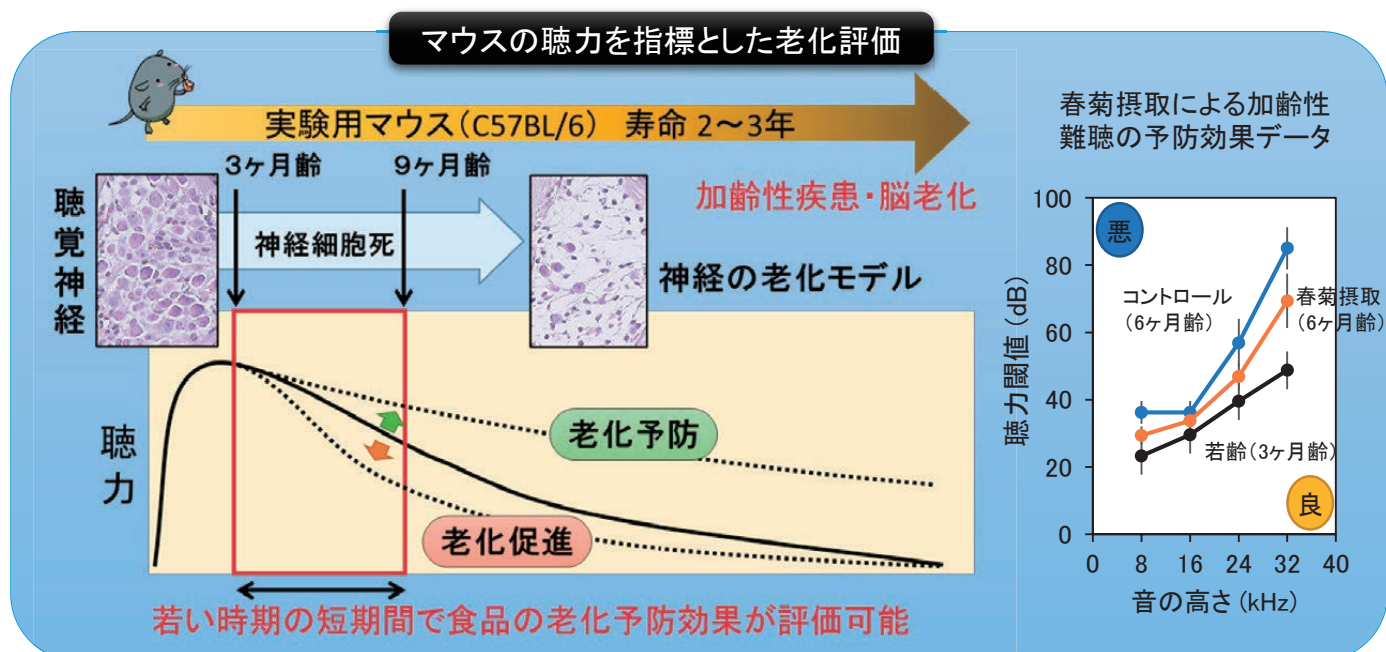 マウスの聴力を指標とした老化評価
実験用マウス(C57BL/6) 寿命 2～3年
3ヶ月齢
9ヶ月齢
加齢性疾患・脳老化
聴覚神経
神経細胞死
神経の老化モデル
聴力
老化予防
老化促進
若い時期の短期間で食品の老化予防効果が評価可能
春菊摂取による加齢性
難聴の予防効果データ
聴力閾値(dB)
100
80
60
40
20
0
悪
コントロール
(6ヶ月齢)
春菊摂取
(6ヶ月齢)
若齢(3ヶ月齢)
良
0 8 16 24 32 40
音の高さ(kHz)